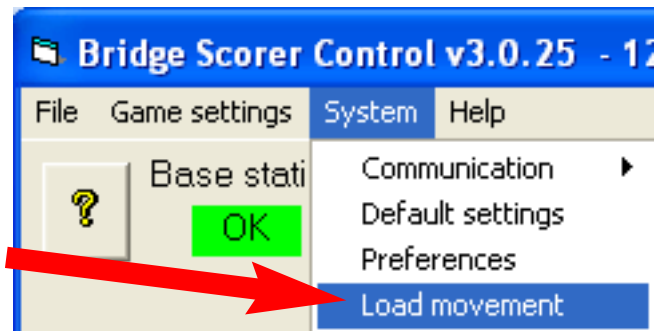 Bridge Scorer Control v3.0.25 - 12
File Game settings System Help
Base stati
?
OK
Communication
Default settings
Preferences
Load movement